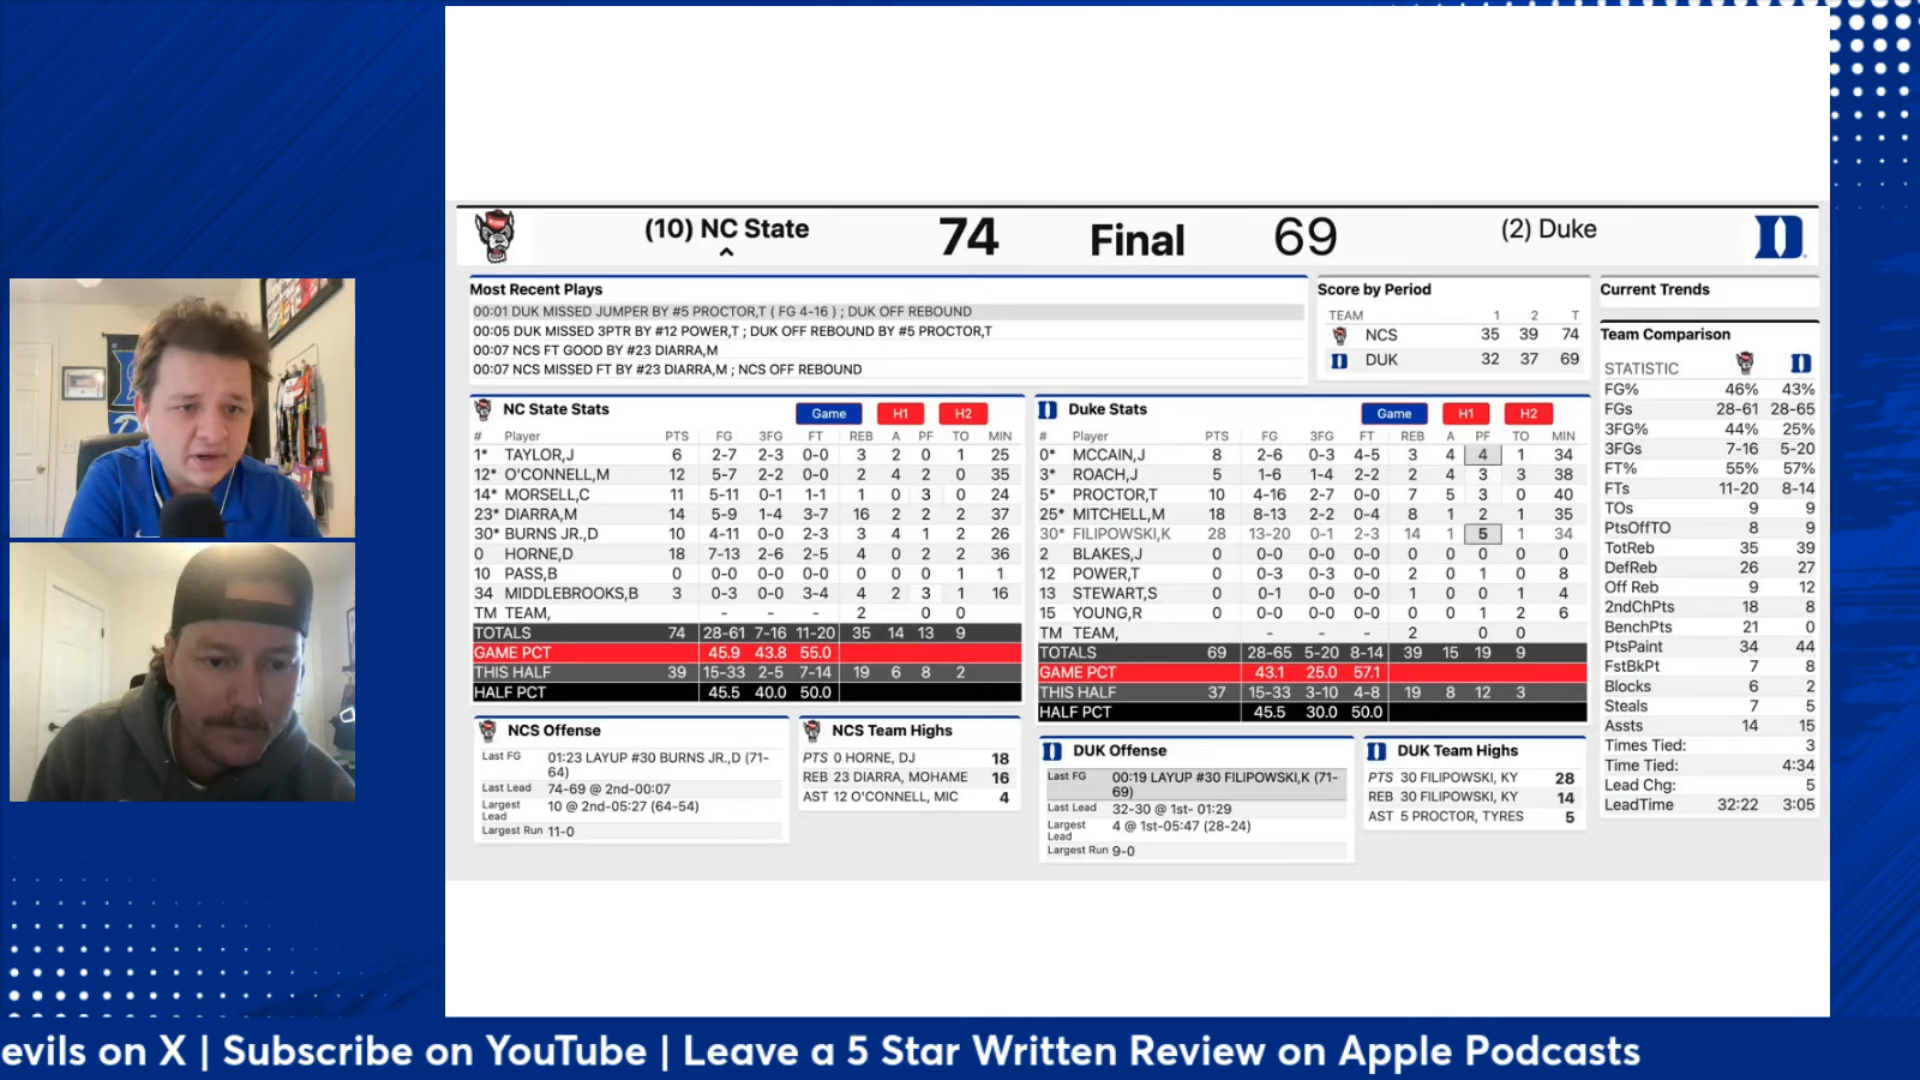 (10) NC State 74 Final 69 (2) Duke
Most Recent Plays
00:01 DUK MISSED JUMPER BY #5 PROCTOR,T ( FG 4-16 ) ; DUK OFF REBOUND
00:05 DUK MISSED 3PTR BY #12 POWER,T ; DUK OFF REBOUND BY #5 PROCTOR,T
00:07 NCS FT GOOD BY #23 DIARRA,M
00:07 NCS MISSED FT BY #23 DIARRA,M ; NCS OFF REBOUND
Score by Period
TEAM 1 2 T
NCS 35 39 74
DUK 32 37 69
Current Trends
NC State Stats Game H1 H2
# Player PTS FG 3FG FT REB A PF TO MIN
1* TAYLOR,J 6 2-7 2-3 0-0 3 2 0 1 25
12* O'CONNELL,M 12 5-7 2-2 0-0 2 4 2 0 35
14* MORSELL,C 11 5-11 0-1 1-1 1 0 3 0 24
23* DIARRA,M 14 5-9 1-4 3-7 16 2 2 2 37
30* BURNS JR.,D 10 4-11 0-0 2-3 3 4 1 2 26
0 HORNE,D 18 7-13 2-6 2-5 4 0 2 2 36
10 PASS,B 0 0-0 0-0 0-0 0 0 0 1 1
34 MIDDLEBROOKS,B 3 0-3 0-0 3-4 4 2 3 1 16
TM TEAM, - - - 2 0 0
TOTALS 74 28-61 7-16 11-20 35 14 13 9
GAME PCT 45.9 43.8 55.0
THIS HALF 39 15-33 2-5 7-14 19 6 8 2
HALF PCT 45.5 40.0 50.0
Duke Stats Game H1 H2
# Player PTS FG 3FG FT REB A PF TO MIN
0* MCCAIN,J 8 2-6 0-3 4-5 3 4 4 1 34
3* ROACH,J 5 1-6 1-4 2-2 2 4 3 3 38
5* PROCTOR,T 10 4-16 2-7 0-0 7 5 3 0 40
25* MITCHELL,M 18 8-13 2-2 0-4 8 1 2 1 35
30* FILIPOWSKI,K 28 13-20 0-1 2-3 14 1 5 1 34
2 BLAKES,J 0 0-0 0-0 0-0 0 0 0 0 0
12 POWER,T 0 0-3 0-3 0-0 2 0 1 0 8
13 STEWART,S 0 0-1 0-0 0-0 1 0 0 1 4
15 YOUNG,R 0 0-0 0-0 0-0 0 0 1 2 6
TM TEAM, - - - 2 0 0
TOTALS 69 28-65 5-20 8-14 39 15 19 9
GAME PCT 43.1 25.0 57.1
THIS HALF 37 15-33 3-10 4-8 19 8 12 3
HALF PCT 45.5 30.0 50.0
Team Comparison
STATISTIC
FG% 46% 43%
FGs 28-61 28-65
3FG% 44% 25%
3FGs 7-16 5-20
FT% 55% 57%
FTs 11-20 8-14
TOs 9 9
PtsOffTO 8 9
TotReb 35 39
DefReb 26 27
Off Reb 9 12
2ndChPts 18 8
BenchPts 21 0
PtsPaint 34 44
FstBkPt 7 8
Blocks 6 2
Steals 7 5
Assts 14 15
Times Tied: 3
Time Tied: 4:34
Lead Chg: 5
LeadTime 32:22 3:05
NCS Offense
Last FG 01:23 LAYUP #30 BURNS JR.,D (71-
64)
Last Lead 74-69 @ 2nd-00:07
Largest Lead 10 @ 2nd-05:27 (64-54)
Largest Run 11-0
NCS Team Highs
PTS 0 HORNE, DJ 18
REB 23 DIARRA, MOHAME 16
AST 12 O'CONNELL, MIC 4
DUK Offense
Last FG 00:19 LAYUP #30 FILIPOWSKI,K (71-
69)
Last Lead 32-30 @ 1st- 01:29
Largest Lead 4 @ 1st-05:47 (28-24)
Largest Run 9-0
DUK Team Highs
PTS 30 FILIPOWSKI, KY 28
REB 30 FILIPOWSKI, KY 14
AST 5 PROCTOR, TYRES 5
evils on X | Subscribe on YouTube | Leave a 5 Star Written Review on Apple Podcasts